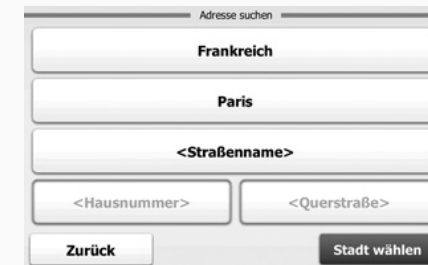 Adresse suchen
Frankreich
Paris
<Straßenname>
<Hausnummer> <Querstraße>
Zurück Stadt wählen